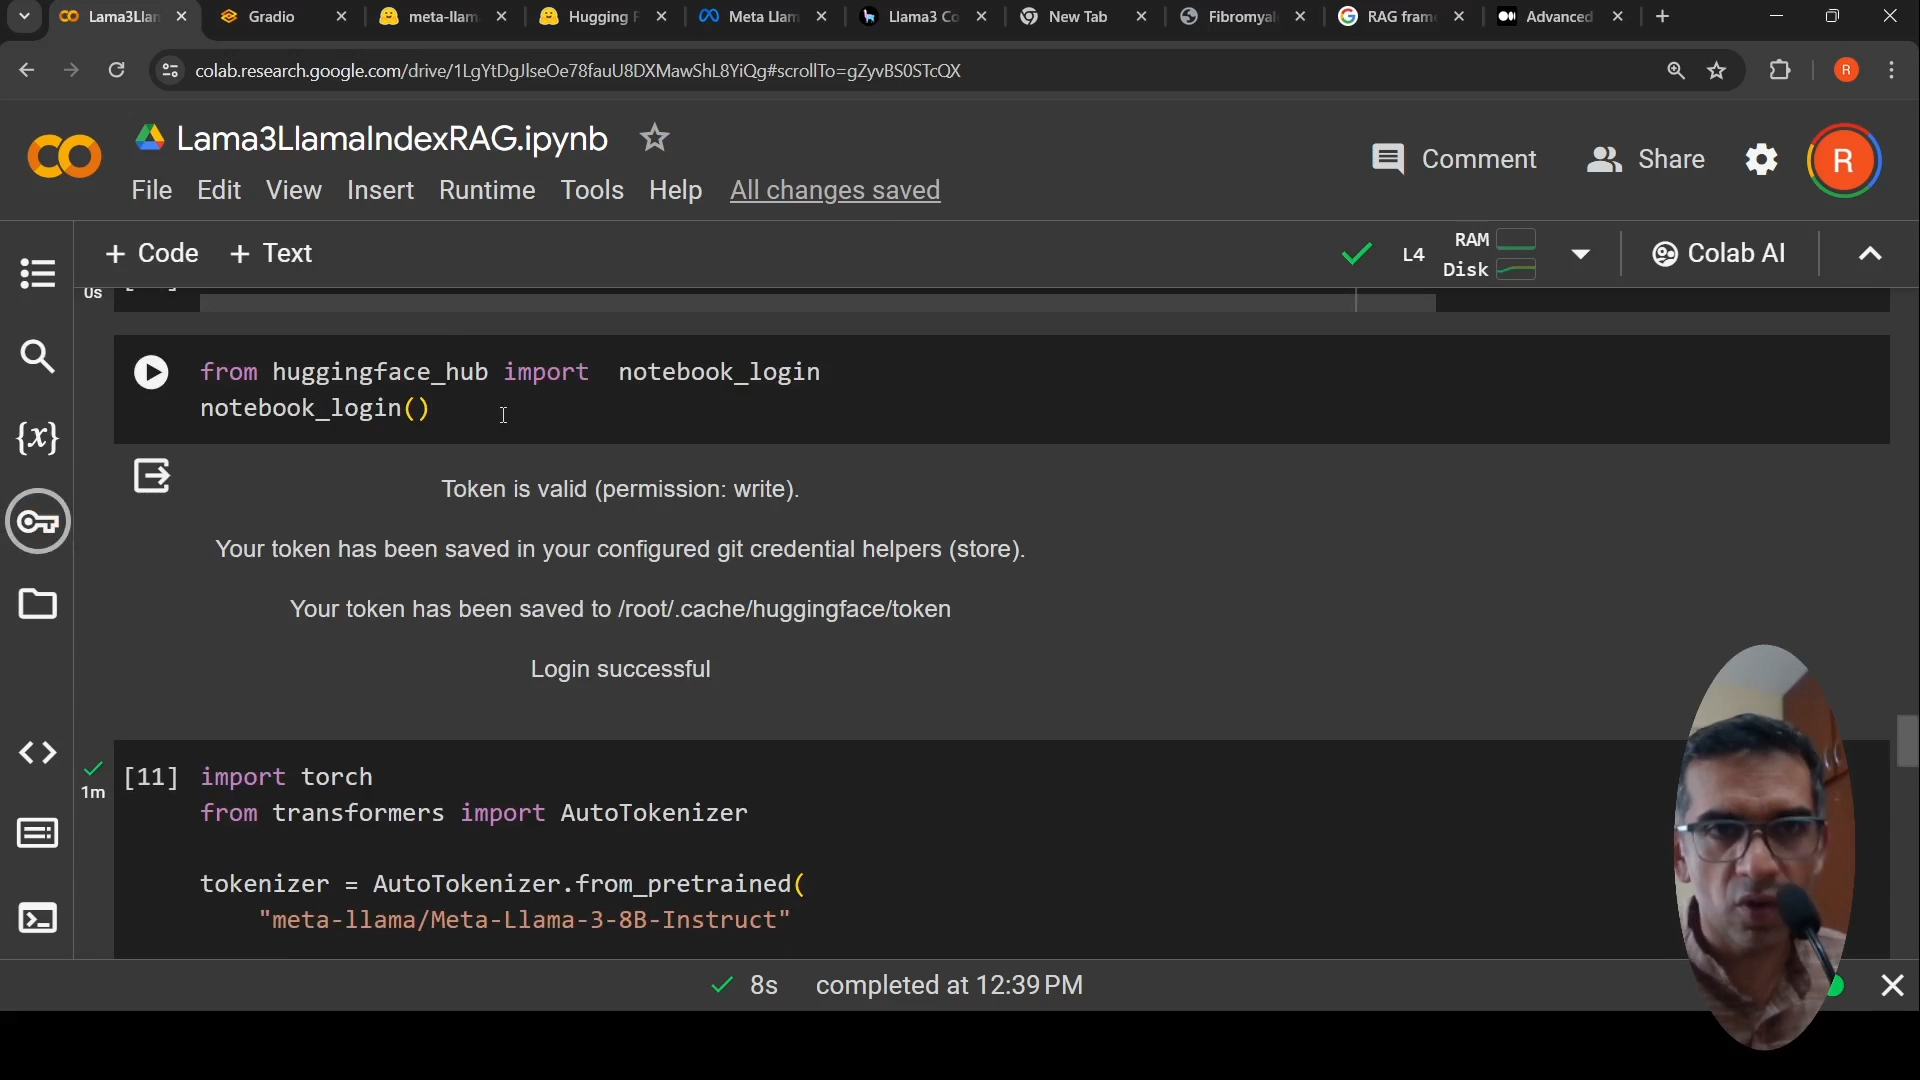 Lama3Llan
Gradio
meta-llam
Hugging F
Meta Llam
Llama3 Co
New Tab
Fibromyal
RAG fram
Advanced
colab.research.google.com/drive/1LgYtDgJlseOe78fauU8DXMawShL8YiQg#scrollTo=gZyvBS0STcQX
R
Lama3LlamaIndexRAG.ipynb
Comment
Share
R
File Edit View Insert Runtime Tools Help All changes saved
+ Code + Text
L4
RAM
Disk
Colab AI
0s
from huggingface_hub import notebook_login
notebook_login()
{x}
Token is valid (permission: write).
Your token has been saved in your configured git credential helpers (store).
Your token has been saved to /root/.cache/huggingface/token
Login successful
1m
[11] import torch
from transformers import AutoTokenizer
tokenizer = AutoTokenizer.from_pretrained(
"meta-llama/Meta-Llama-3-8B-Instruct"
8s completed at 12:39 PM